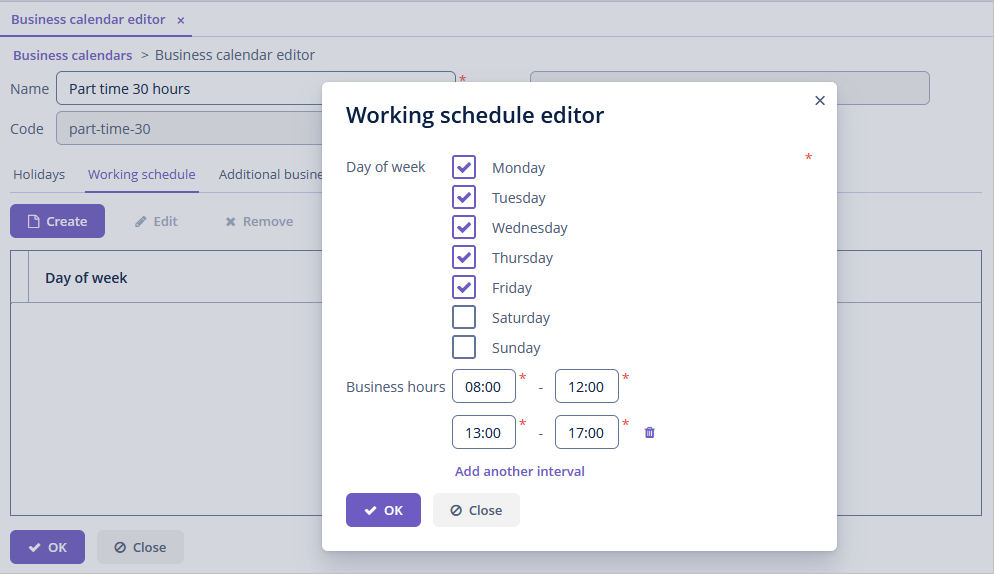 Business calendar editor ×
Business calendars > Business calendar editor
Name Part time 30 hours *
Code part-time-30
Holidays Working schedule Additional
Create Edit Remove
Day of week
OK Close
Working schedule editor ×
Day of week Monday *
Tuesday
Wednesday
Thursday
Friday
Saturday
Sunday
Business hours 08:00 * - 12:00 *
13:00 * - 17:00 *
Add another interval
OK Close